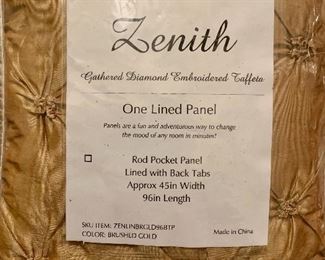 Zenith
Gathered Diamond Embroidered Taffeta
One Lined Panel
Panels are a fun and adventurous way to change
the mood of any room in minutes!
Rod Pocket Panel
Lined with Back Tabs
Approx 45in Width
96in Length
SKU ITEM: ZENLINBRGLD96BTP
COLOR: BRUSHED GOLD
Made in China